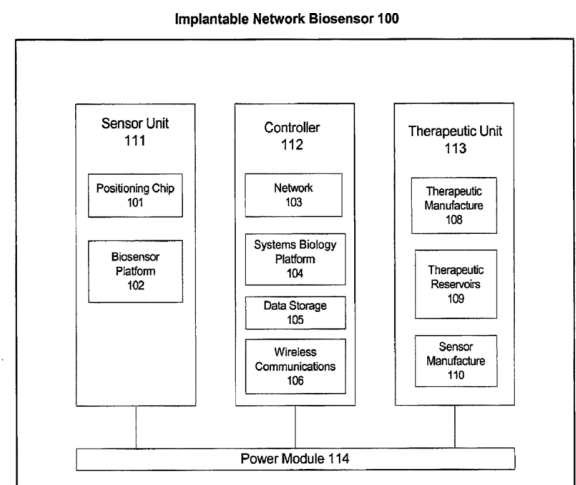 Implantable Network Biosensor 100
Sensor Unit
111
Positioning Chip
101
Biosensor
Platform
102
Controller
112
Network
103
Systems Biology
Platform
104
Data Storage
105
Wireless
Communications
106
Therapeutic Unit
113
Therapeutic
Manufacture
108
Therapeutic
Reservoirs
109
Sensor
Manufacture
110
Power Module 114